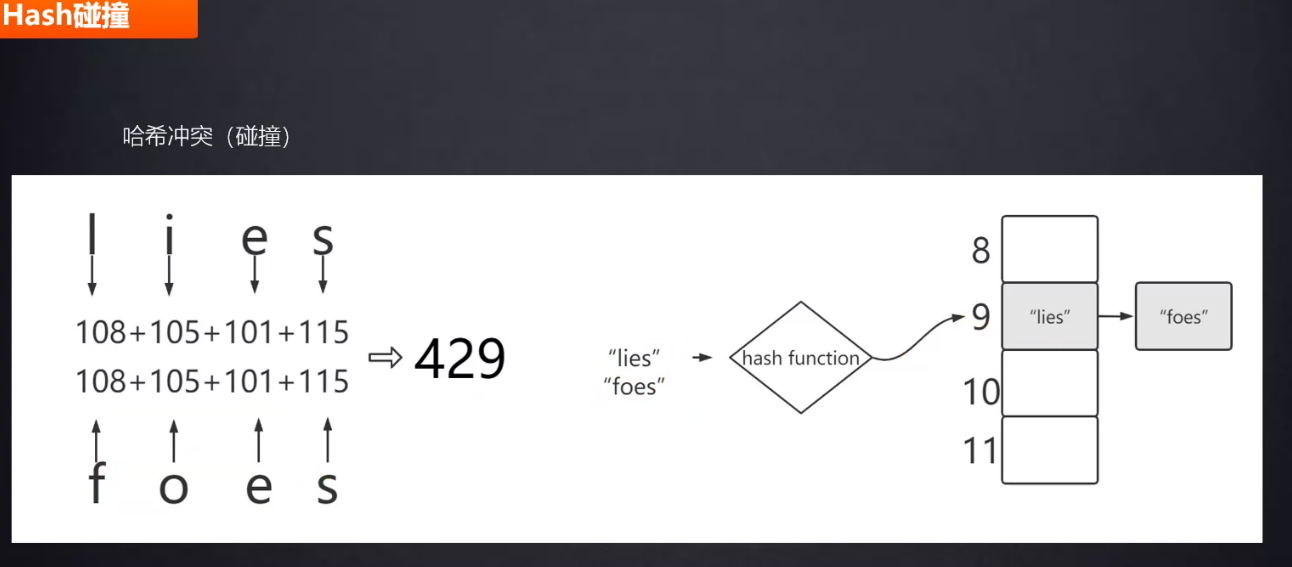 Hash碰撞
哈希冲突（碰撞）
l i e s
108+105+101+115
108+105+101+115
⇨ 429
f o e s
"lies"
"foes"
hash function
8
9 "lies" "foes"
10
11